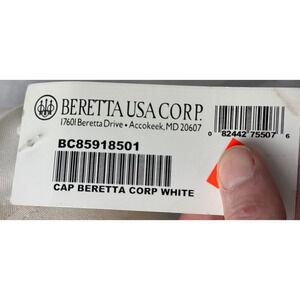 BERETTA USA CORP.
17601 Beretta Drive • Accokeek, MD 20607
0 82442 75507 6
BC85918501
CAP BERETTA CORP WHITE